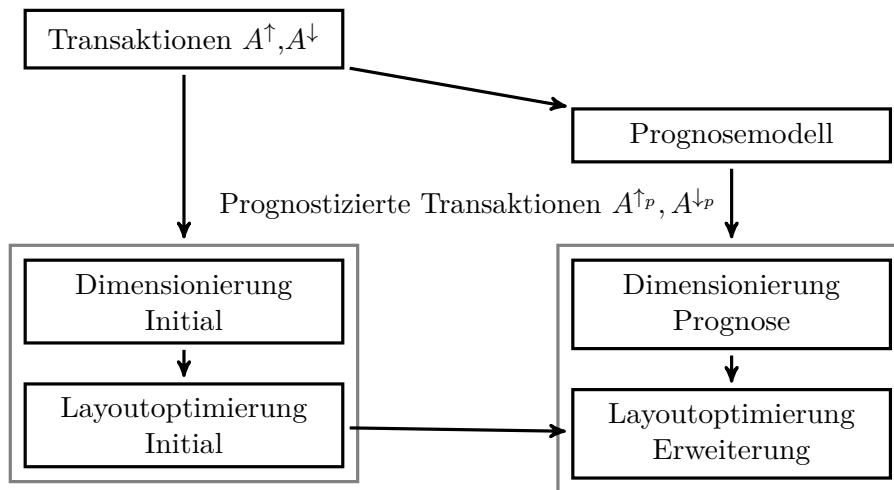 Transaktionen A↑,A↓
Prognosemodell
Prognostizierte Transaktionen A↑ₚ, A↓ₚ
Dimensionierung
Initial
Dimensionierung
Prognose
Layoutoptimierung
Initial
Layoutoptimierung
Erweiterung